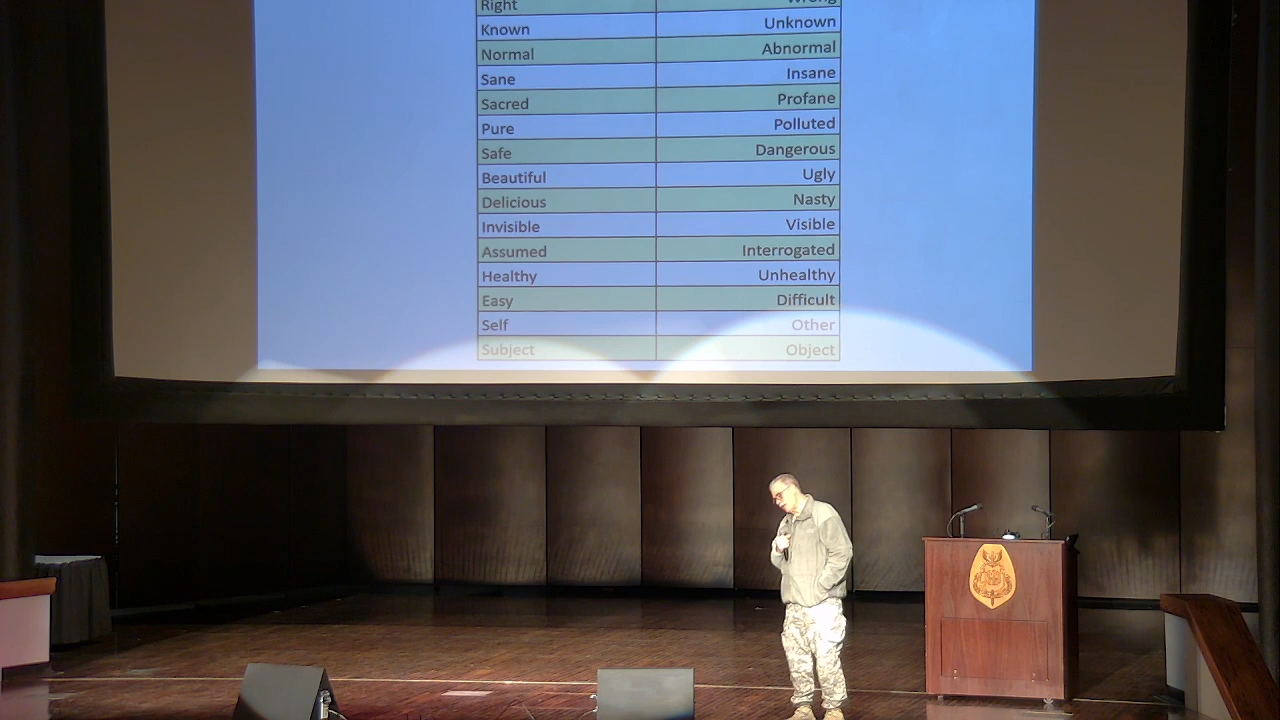 Right Wrong
Known Unknown
Normal Abnormal
Sane Insane
Sacred Profane
Pure Polluted
Safe Dangerous
Beautiful Ugly
Delicious Nasty
Invisible Visible
Assumed Interrogated
Healthy Unhealthy
Easy Difficult
Self Other
Subject Object